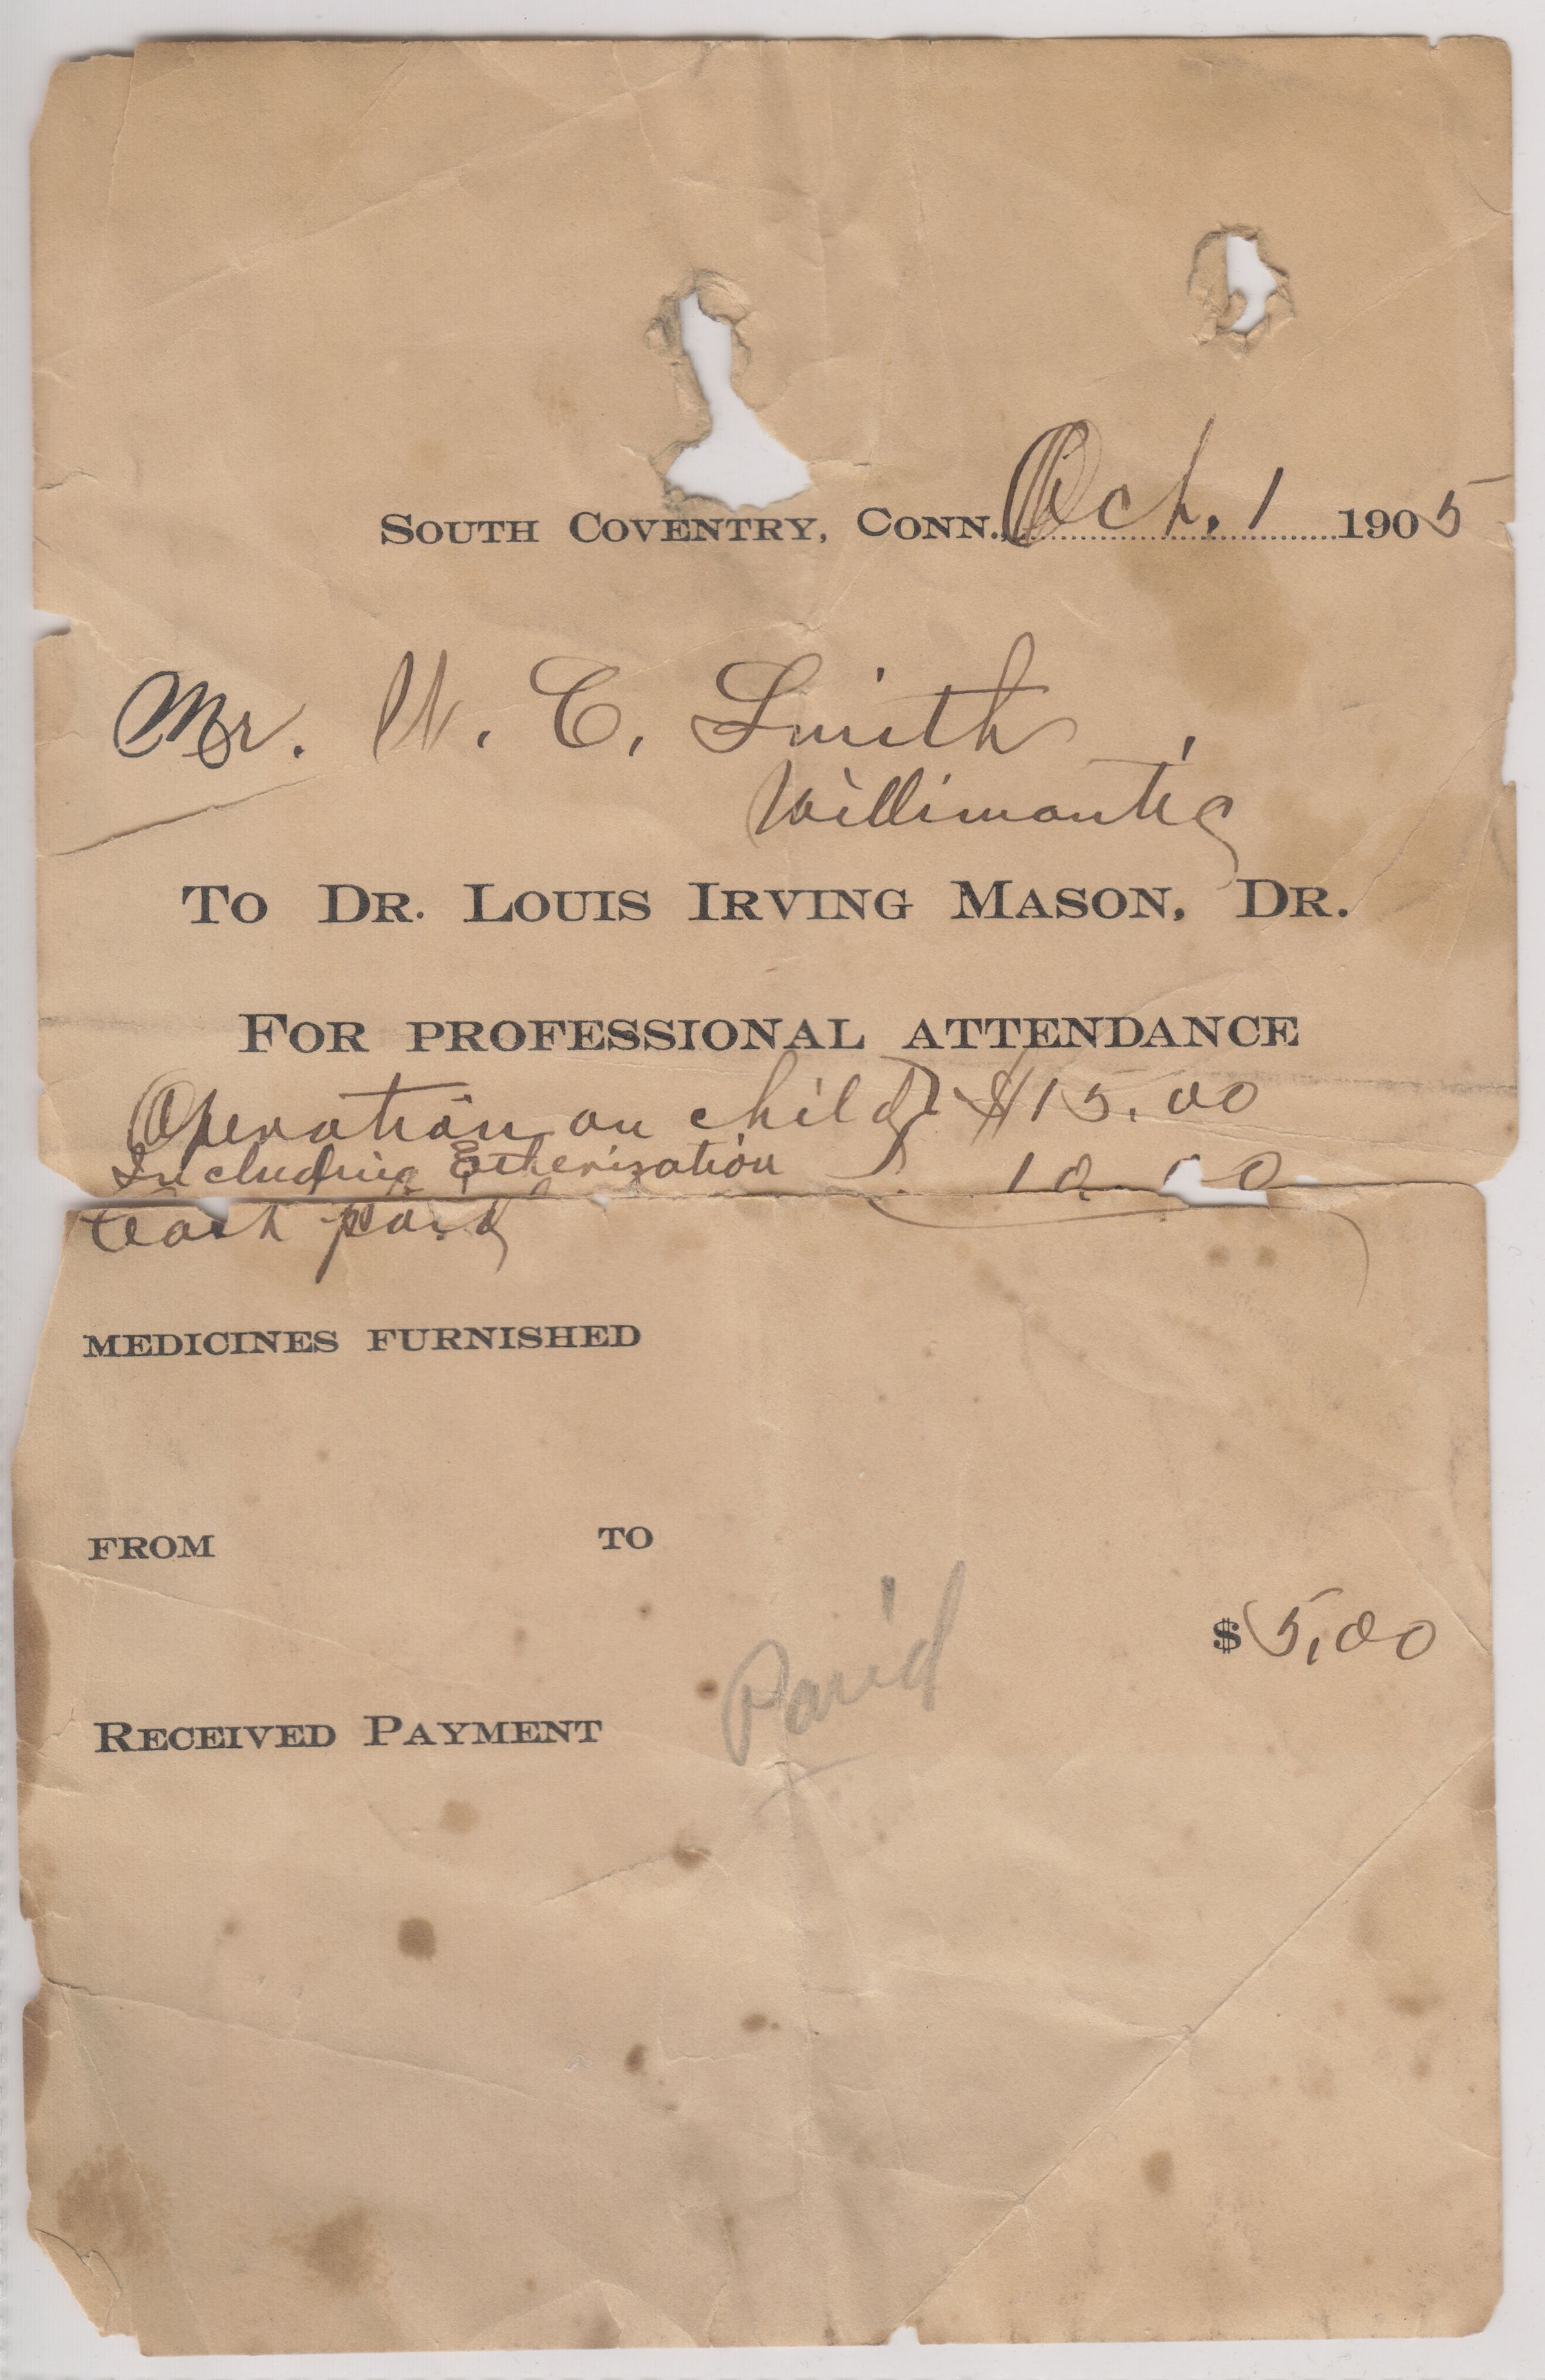 South Coventry, Conn. Oct. 1 1905
Mr. W. C. Smith,
Willimantic
To Dr. Louis Irving Mason, Dr.
For professional attendance
Operation on child $15.00
Including Etherization 10.00
Cash paid
MEDICINES FURNISHED
FROM TO
$5.00
Paid
Received Payment